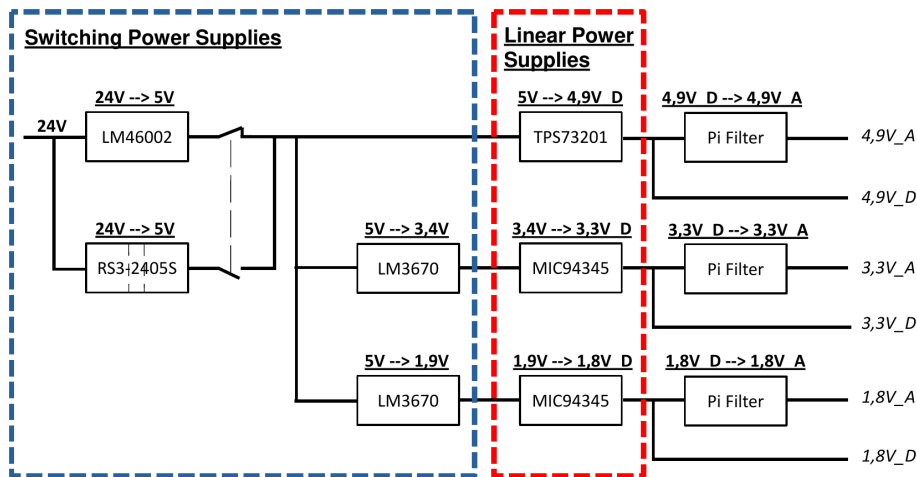 Switching Power Supplies
Linear Power
Supplies
24V --> 5V
5V --> 4,9V_D
4,9V_D --> 4,9V_A
24V
LM46002
TPS73201
Pi Filter
4,9V_A
4,9V_D
24V --> 5V
5V --> 3,4V
3,4V --> 3,3V_D
3,3V_D --> 3,3V_A
RS3-2405S
LM3670
MIC94345
Pi Filter
3,3V_A
3,3V_D
5V --> 1,9V
1,9V --> 1,8V_D
1,8V_D --> 1,8V_A
LM3670
MIC94345
Pi Filter
1,8V_A
1,8V_D